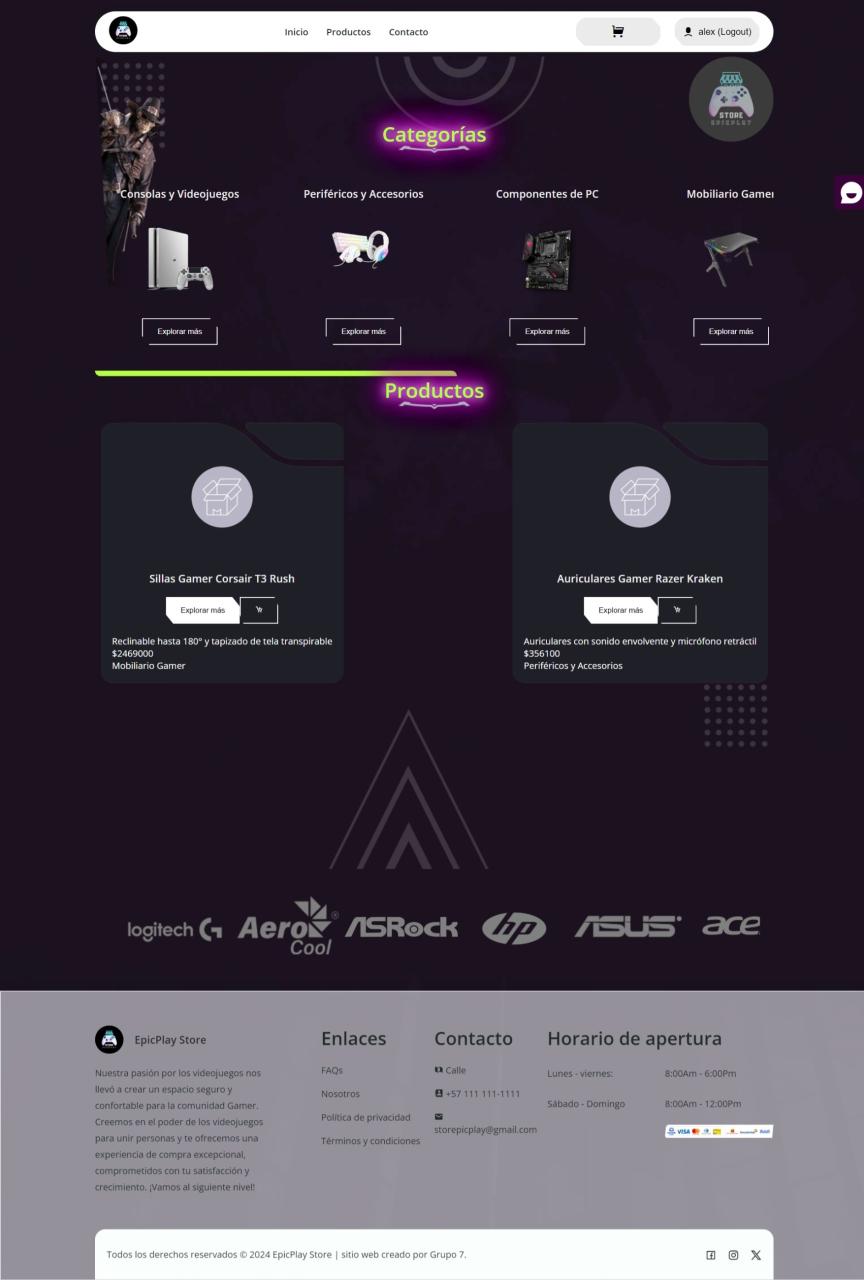 Inicio Productos Contacto
alex (Logout)
STORE
EPICPLAY
Categorías
Consolas y Videojuegos
Periféricos y Accesorios
Componentes de PC
Mobiliario Gamer
Explorar más
Explorar más
Explorar más
Explorar más
Productos
Sillas Gamer Corsair T3 Rush
Explorar más
Reclinable hasta 180° y tapizado de tela transpirable
$2469000
Mobiliario Gamer
Auriculares Gamer Razer Kraken
Explorar más
Auriculares con sonido envolvente y micrófono retráctil
$356100
Periféricos y Accesorios
logitech G
Aero
Cool
ASRock
hp
ASUS
ace
EpicPlay Store
Nuestra pasión por los videojuegos nos
llevó a crear un espacio seguro y
confortable para la comunidad Gamer.
Creemos en el poder de los videojuegos
para unir personas y te ofrecemos una
experiencia de compra excepcional,
comprometidos con tu satisfacción y
crecimiento. ¡Vamos al siguiente nivel!
Enlaces
FAQs
Nosotros
Política de privacidad
Términos y condiciones
Contacto
Calle
+57 111 111-1111
storepicplay@gmail.com
Horario de apertura
Lunes - viernes: 8:00Am - 6:00Pm
Sábado - Domingo 8:00Am - 12:00Pm
VISA
Todos los derechos reservados © 2024 EpicPlay Store | sitio web creado por Grupo 7.